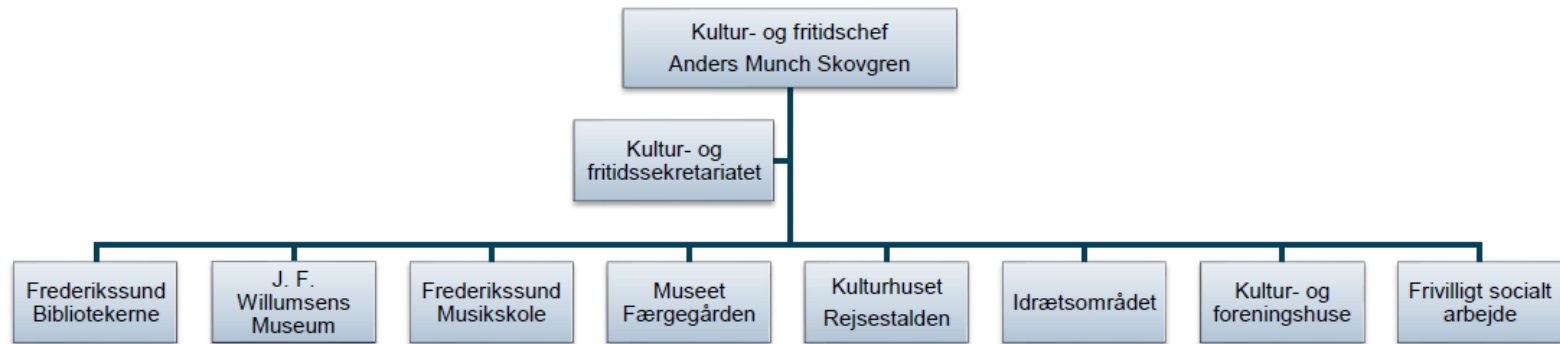 Kultur- og fritidschef
Anders Munch Skovgren
Kultur- og
fritidssekretariatet
Frederikssund
Bibliotekerne
J. F.
Willumsens
Museum
Frederikssund
Musikskole
Museet
Færgegården
Kulturhuset
Rejsestalden
Idrætsområdet
Kultur- og
foreningshuse
Frivilligt socialt
arbejde